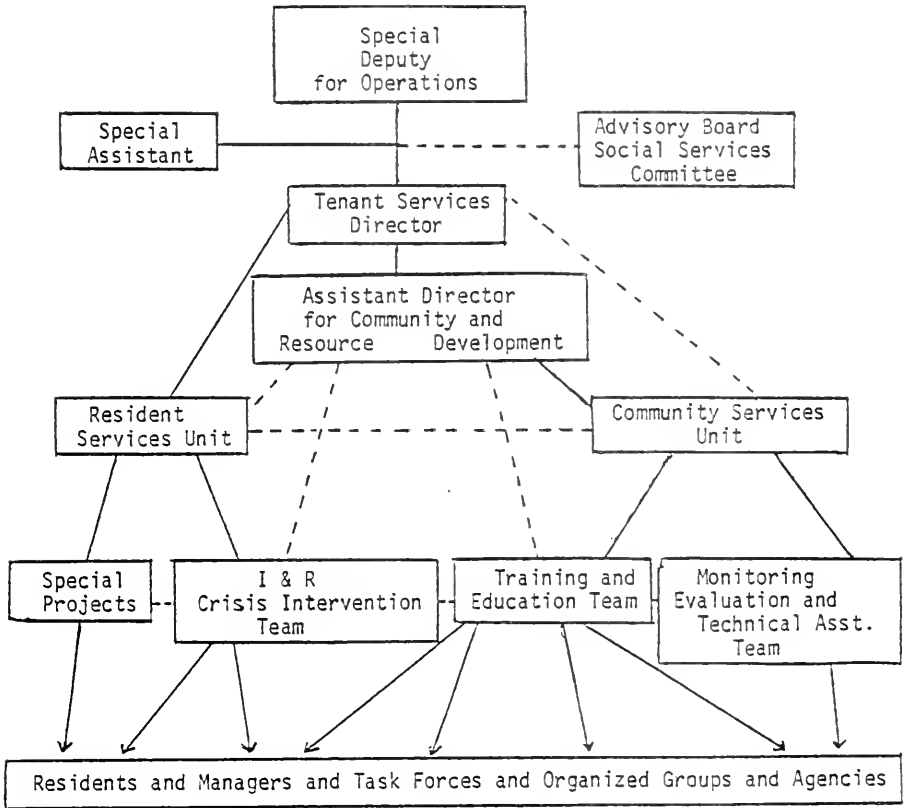 Special
Deputy
for Operations
Special
Assistant
Advisory Board
Social Services
Committee
Tenant Services
Director
Assistant Director
for Community and
Resource Development
Resident
Services Unit
Community Services
Unit
Special
Projects
I & R
Crisis Intervention
Team
Training and
Education Team
Monitoring
Evaluation and
Technical Asst.
Team
Residents and Managers and Task Forces and Organized Groups and Agencies